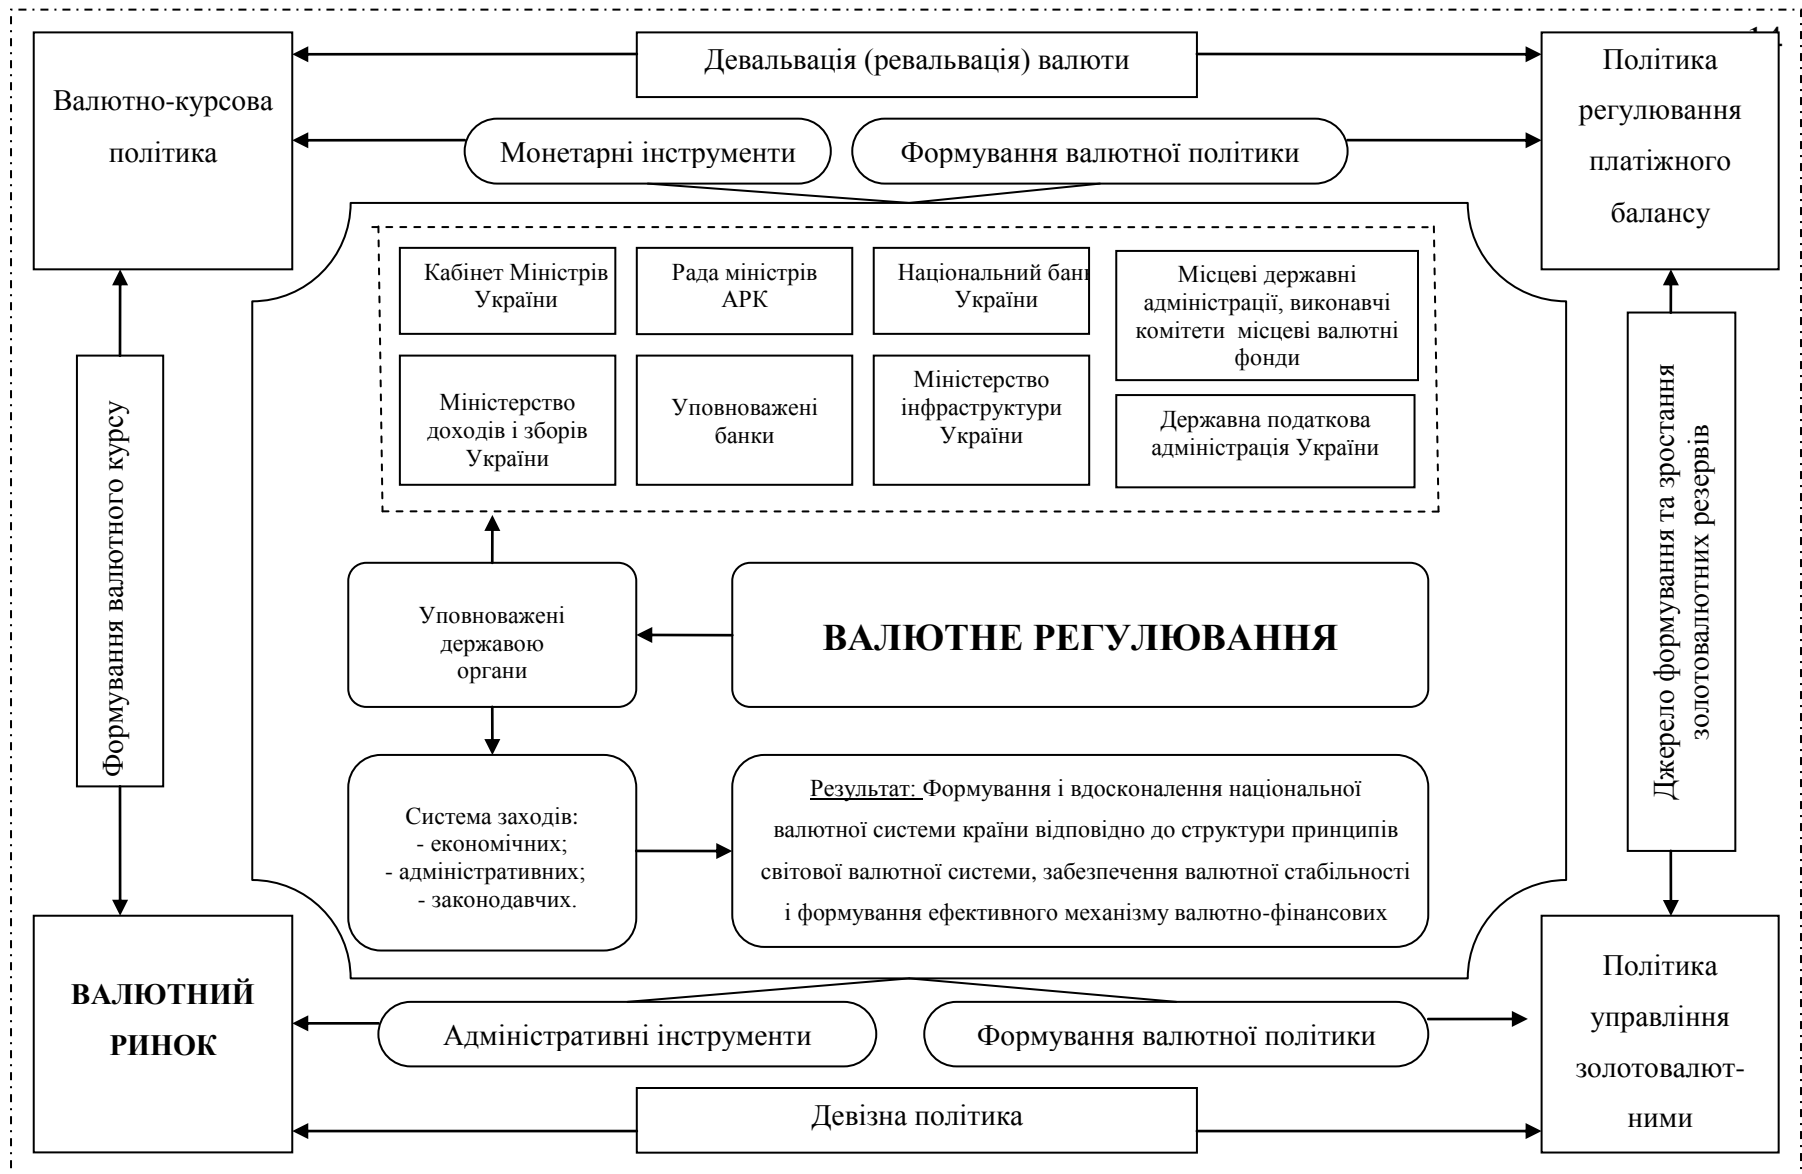 14
Девальвація (ревальвація) валюти
Валютно-курсова
політика
Політика
регулювання
платіжного
балансу
Монетарні інструменти
Формування валютної політики
Кабінет Міністрів
України
Рада міністрів
АРК
Національний бан
України
Місцеві державні
адміністрації, виконавчі
комітети місцеві валютні
фонди
Міністерство
доходів і зборів
України
Уповноважені
банки
Міністерство
інфраструктури
України
Державна податкова
адміністрація України
Формування валютного курсу
Джерело формування та зростання
золотовалютних резервів
Уповноважені
державою
органи
ВАЛЮТНЕ РЕГУЛЮВАННЯ
Система заходів:
- економічних;
- адміністративних;
- законодавчих.
Результат: Формування і вдосконалення національної
валютної системи країни відповідно до структури принципів
світової валютної системи, забезпечення валютної стабільності
і формування ефективного механізму валютно-фінансових
ВАЛЮТНИЙ
РИНОК
Адміністративні інструменти
Формування валютної політики
Політика
управління
золотовалют-
ними
Девізна політика